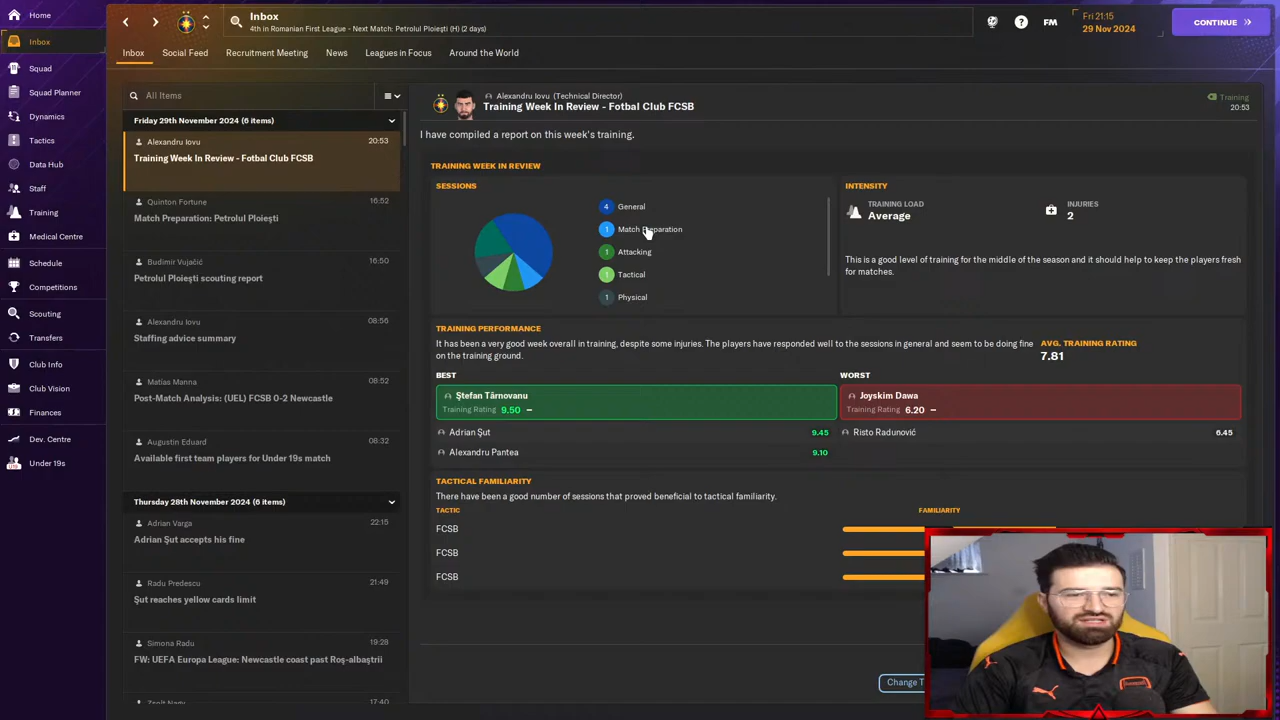 Home
Inbox
Squad
Squad Planner
Dynamics
Tactics
Data Hub
Staff
Training
Medical Centre
Schedule
Competitions
Scouting
Transfers
Club Info
Club Vision
Finances
Dev. Centre
Under 19s
Inbox
4th in Romanian First League - Next Match: Petrolul Ploieşti (H) (2 days)
FM
Fri 21:15
29 Nov 2024
CONTINUE
Inbox
Social Feed
Recruitment Meeting
News
Leagues in Focus
Around the World
All Items
Friday 29th November 2024 (6 items)
Alexandru Iovu
20:53
Training Week In Review - Fotbal Club FCSB
Quinton Fortune
16:52
Match Preparation: Petrolul Ploieşti
Budimir Vujačić
16:50
Petrolul Ploieşti scouting report
Alexandru Iovu
08:56
Staffing advice summary
Matías Manna
08:52
Post-Match Analysis: (UEL) FCSB 0-2 Newcastle
Augustin Eduard
08:32
Available first team players for Under 19s match
Thursday 28th November 2024 (6 items)
Adrian Varga
22:15
Adrian Şut accepts his fine
Radu Predescu
21:49
Şut reaches yellow cards limit
Simona Radu
19:28
FW: UEFA Europa League: Newcastle coast past Roş-albaştrii
Zsolt Nagy
17:40
Alexandru Iovu (Technical Director)
Training Week In Review - Fotbal Club FCSB
Training
20:53
I have compiled a report on this week's training.
TRAINING WEEK IN REVIEW
SESSIONS
4 General
1 Match Preparation
1 Attacking
1 Tactical
1 Physical
INTENSITY
TRAINING LOAD
Average
INJURIES
2
This is a good level of training for the middle of the season and it should help to keep the players fresh
for matches.
TRAINING PERFORMANCE
It has been a very good week overall in training, despite some injuries. The players have responded well to the sessions in general and seem to be doing fine
on the training ground.
AVG. TRAINING RATING
7.81
BEST
Ştefan Târnovanu
Training Rating 9.50 –
Adrian Şut
9.45
Alexandru Pantea
9.10
WORST
Joyskim Dawa
Training Rating 6.20 –
Risto Radunović
6.45
TACTICAL FAMILIARITY
There have been a good number of sessions that proved beneficial to tactical familiarity.
TACTIC
FAMILIARITY
FCSB
FCSB
FCSB
Change T